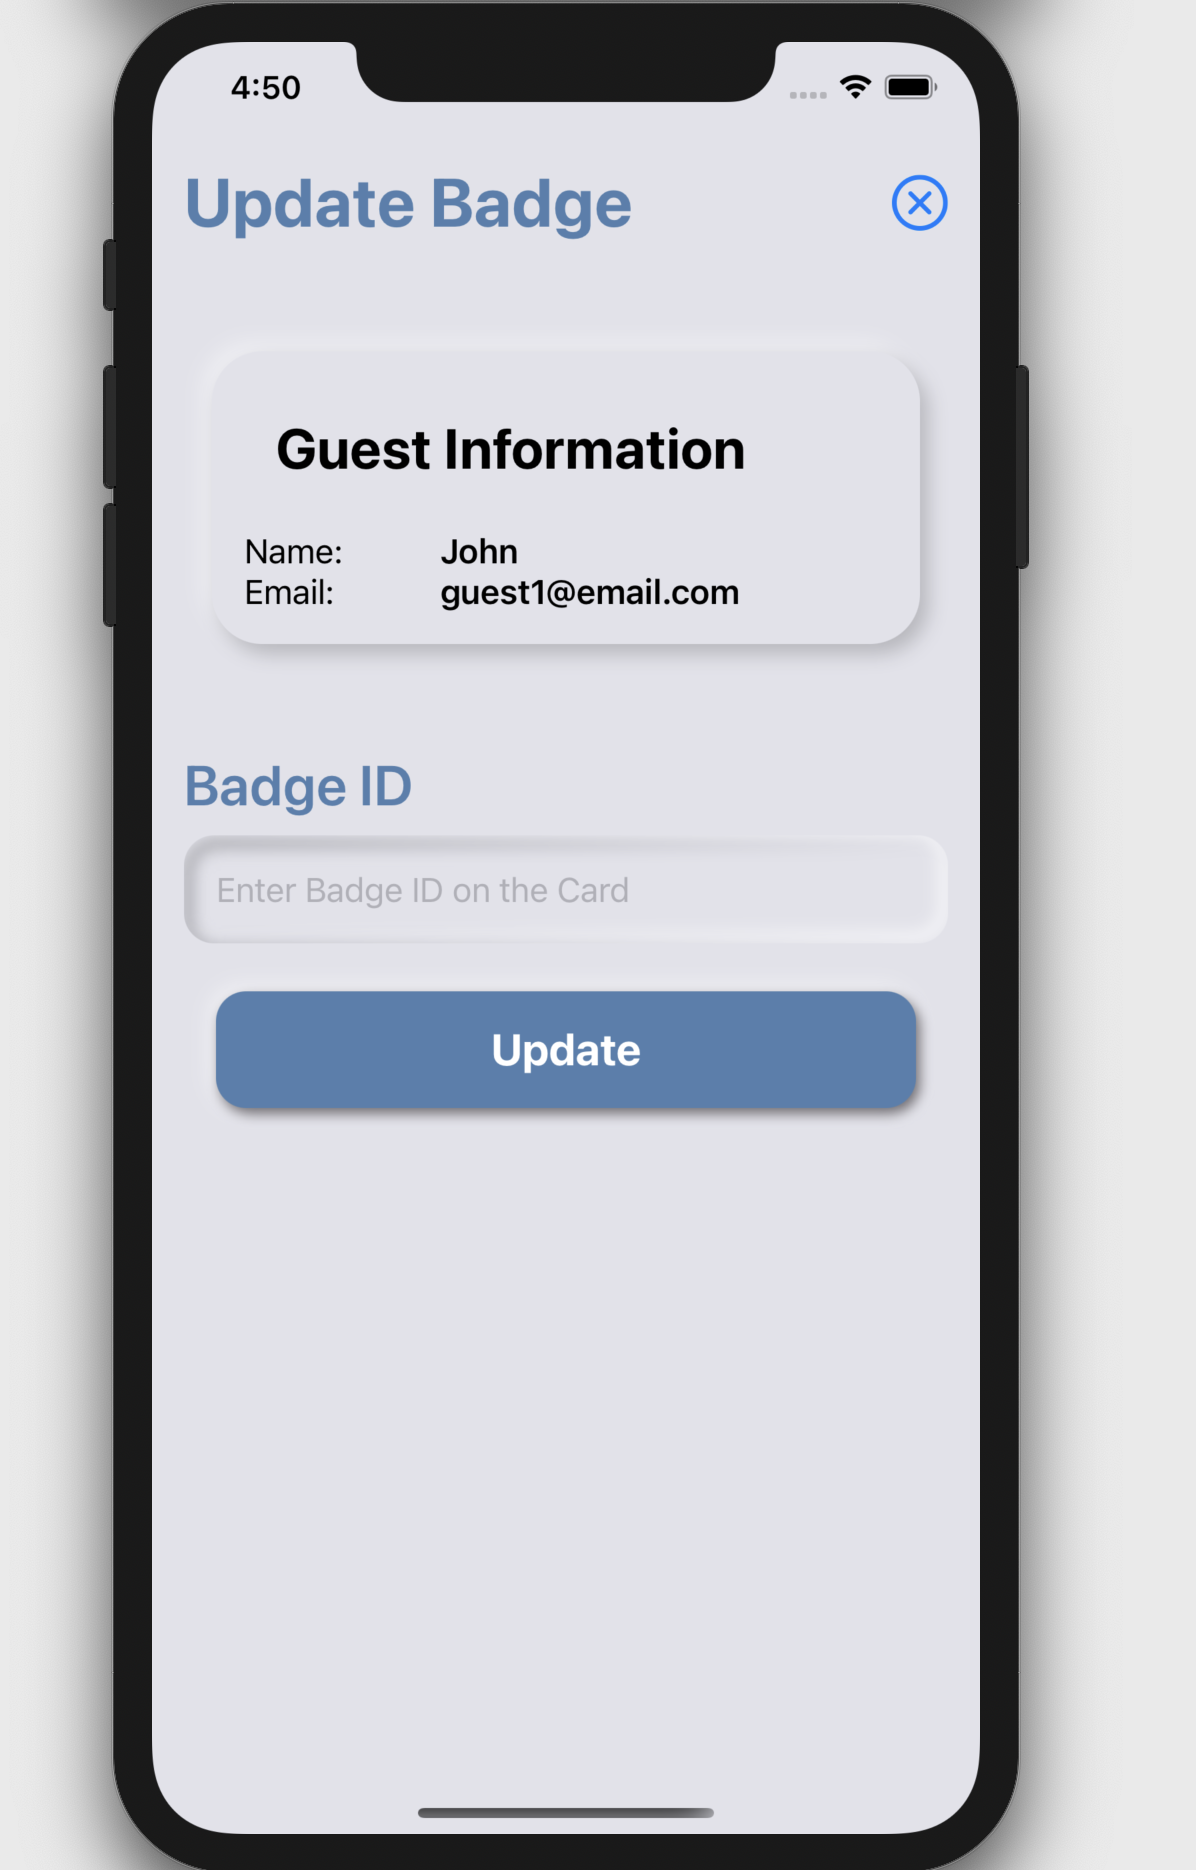 4:50
Update Badge
Guest Information
Name: John
Email: guest1@email.com
Badge ID
Enter Badge ID on the Card
Update